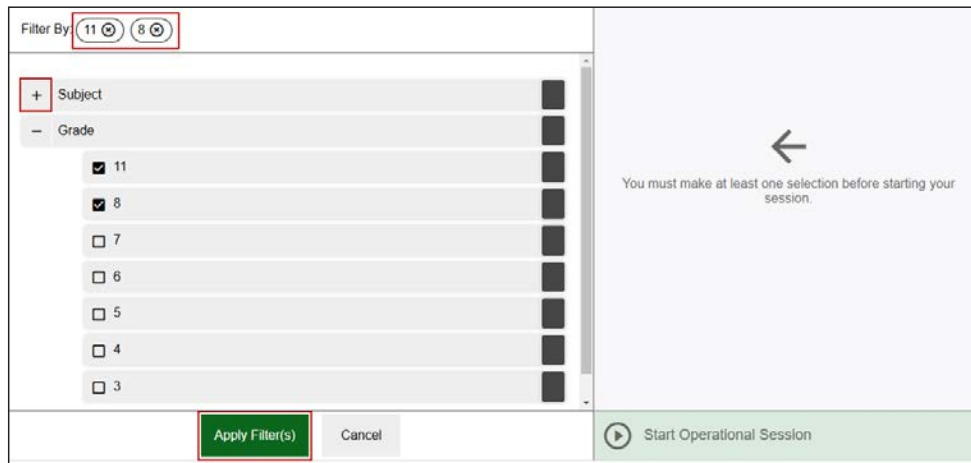 Filter By: 11 8
+ Subject
− Grade
11
8
7
6
5
4
3
Apply Filter(s) Cancel
You must make at least one selection before starting your
session.
Start Operational Session